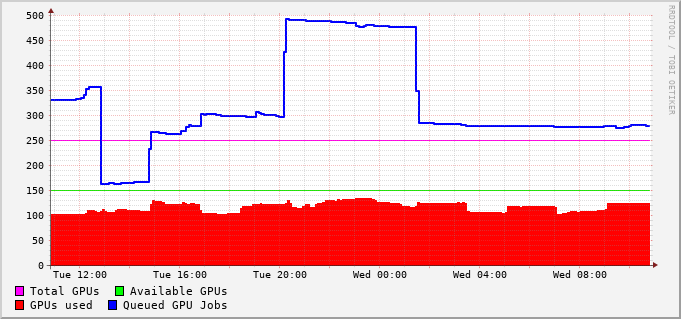 500
450
400
350
300
250
200
150
100
50
0
Tue 12:00 Tue 16:00 Tue 20:00 Wed 00:00 Wed 04:00 Wed 08:00
Total GPUs Available GPUs
GPUs used Queued GPU Jobs
RRDTOOL / TOBI OETIKER